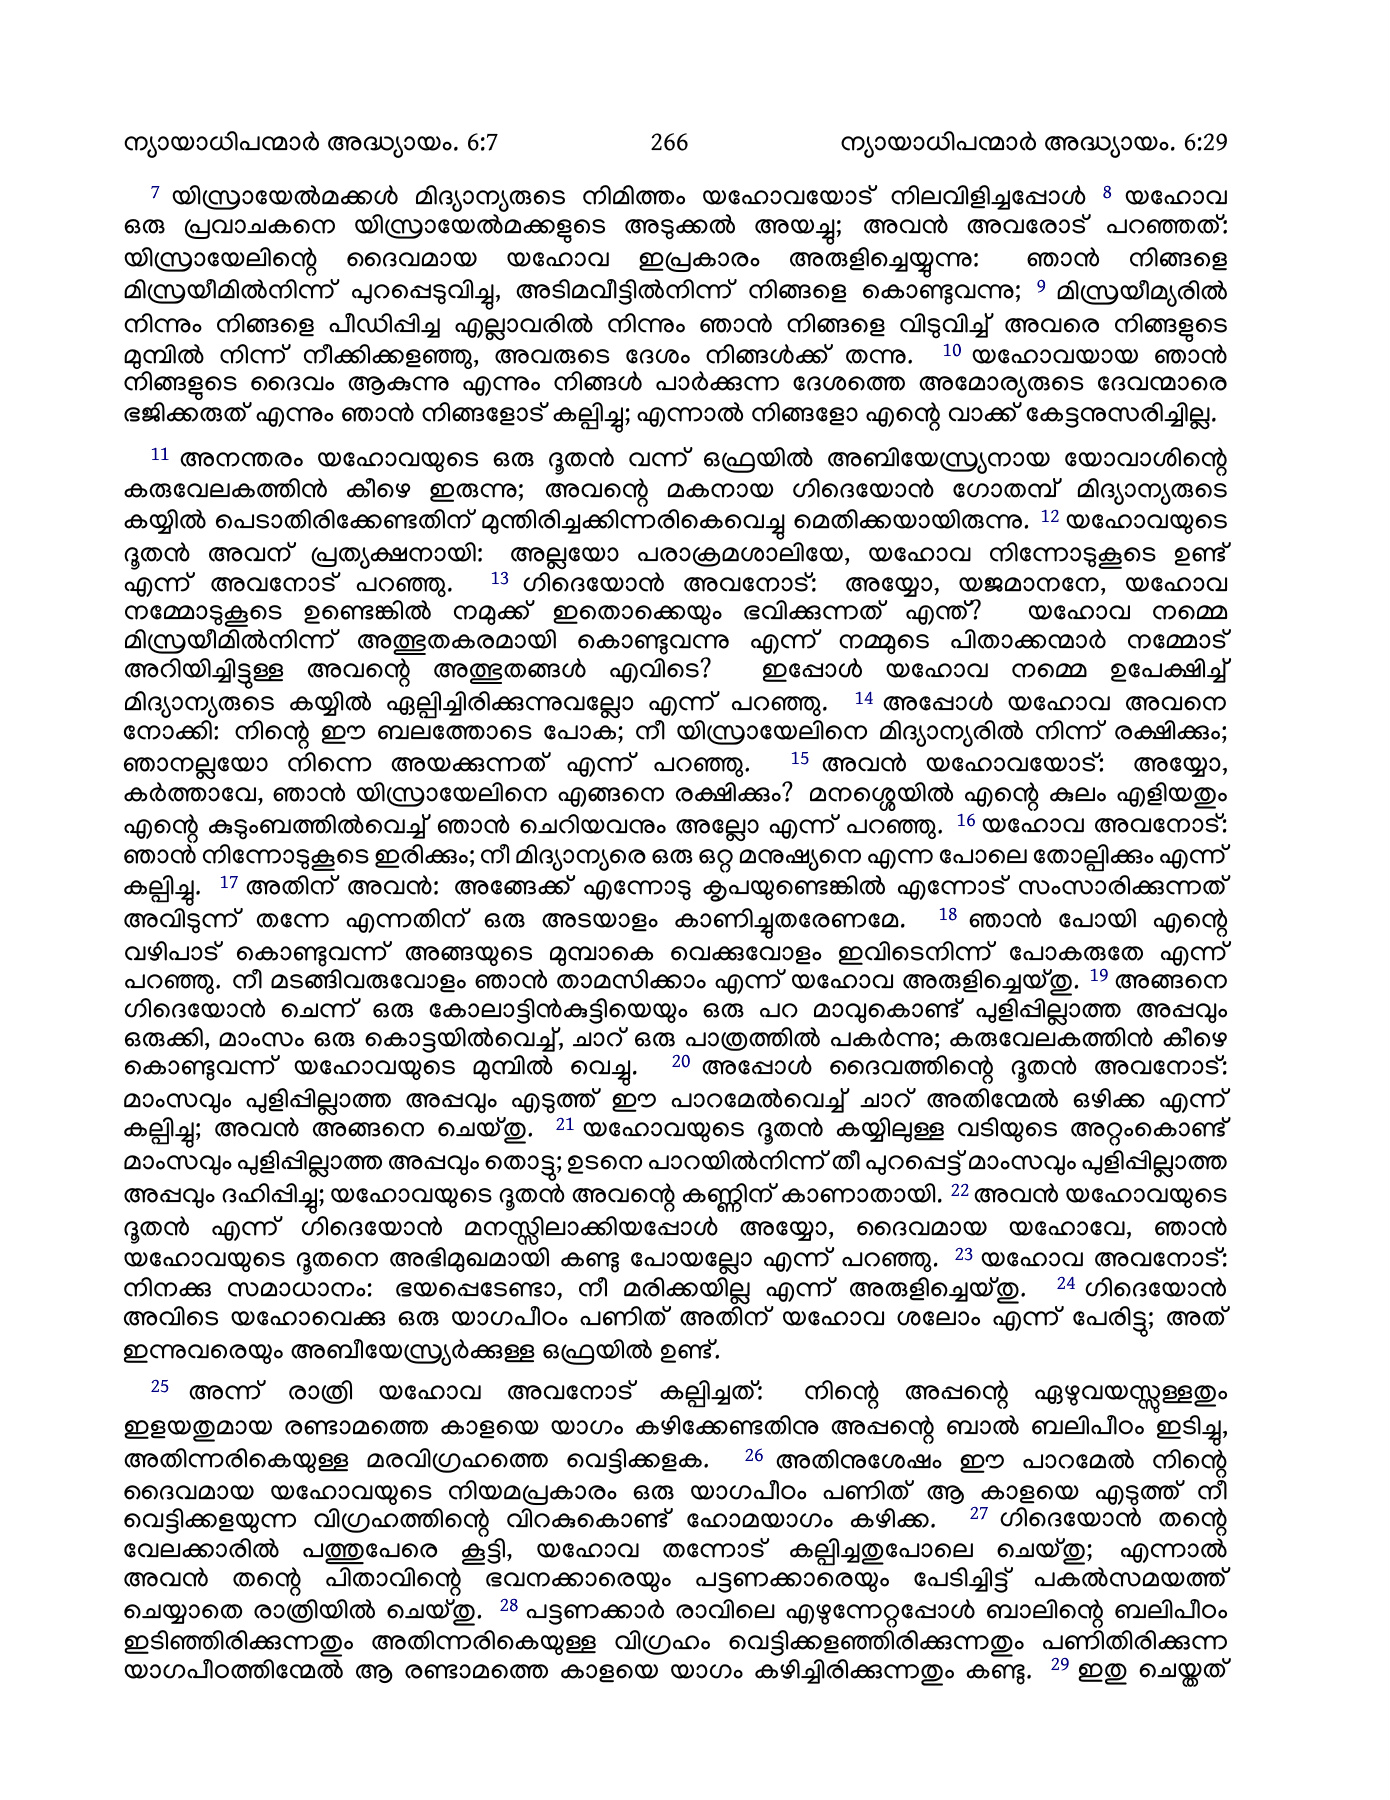 ന്യായാധിപന്മാർ അദ്ധ്യായം. 6:7 266 ന്യായാധിപന്മാർ അദ്ധ്യായം. 6:29
7 യിസ്രായേൽമക്കൾ മിദ്യാന്യരുടെ നിമിത്തം യഹോവയോട് നിലവിളിച്ചപ്പോൾ 8 യഹോവ
ഒരു പ്രവാചകനെ യിസ്രായേൽമക്കളുടെ അടുക്കൽ അയച്ചു; അവൻ അവരോട് പറഞ്ഞത്:
യിസ്രായേലിന്റെ ദൈവമായ യഹോവ ഇപ്രകാരം അരുളിച്ചെയ്യുന്നു: ഞാൻ നിങ്ങളെ
മിസ്രയീമിൽനിന്ന് പുറപ്പെടുവിച്ചു, അടിമവീട്ടിൽനിന്ന് നിങ്ങളെ കൊണ്ടുവന്നു; 9 മിസ്രയീമ്യരിൽ
നിന്നും നിങ്ങളെ പീഡിപ്പിച്ച എല്ലാവരിൽ നിന്നും ഞാൻ നിങ്ങളെ വിടുവിച്ച് അവരെ നിങ്ങളുടെ
മുമ്പിൽ നിന്ന് നീക്കിക്കളഞ്ഞു, അവരുടെ ദേശം നിങ്ങൾക്ക് തന്നു. 10 യഹോവയായ ഞാൻ
നിങ്ങളുടെ ദൈവം ആകുന്നു എന്നും നിങ്ങൾ പാർക്കുന്ന ദേശത്തെ അമോര്യരുടെ ദേവന്മാരെ
ഭജിക്കരുത് എന്നും ഞാൻ നിങ്ങളോട് കല്പിച്ചു; എന്നാൽ നിങ്ങളോ എന്റെ വാക്ക് കേട്ടനുസരിച്ചില്ല.
11 അനന്തരം യഹോവയുടെ ഒരു ദൂതൻ വന്ന് ഒഫ്രയിൽ അബിയേസ്ര്യനായ യോവാശിന്റെ
കരുവേലകത്തിൻ കീഴെ ഇരുന്നു; അവന്റെ മകനായ ഗിദെയോൻ ഗോതമ്പ് മിദ്യാന്യരുടെ
കയ്യിൽ പെടാതിരിക്കേണ്ടതിന് മുന്തിരിച്ചക്കിന്നരികെവെച്ചു മെതിക്കയായിരുന്നു. 12 യഹോവയുടെ
ദൂതൻ അവന് പ്രത്യക്ഷനായി: അല്ലയോ പരാക്രമശാലിയേ, യഹോവ നിന്നോടുകൂടെ ഉണ്ട്
എന്ന് അവനോട് പറഞ്ഞു. 13 ഗിദെയോൻ അവനോട്: അയ്യോ, യജമാനനേ, യഹോവ
നമ്മോടുകൂടെ ഉണ്ടെങ്കിൽ നമുക്ക് ഇതൊക്കെയും ഭവിക്കുന്നത് എന്ത്? യഹോവ നമ്മെ
മിസ്രയീമിൽനിന്ന് അത്ഭുതകരമായി കൊണ്ടുവന്നു എന്ന് നമ്മുടെ പിതാക്കന്മാർ നമ്മോട്
അറിയിച്ചിട്ടുള്ള അവന്റെ അത്ഭുതങ്ങൾ എവിടെ? ഇപ്പോൾ യഹോവ നമ്മെ ഉപേക്ഷിച്ച്
മിദ്യാന്യരുടെ കയ്യിൽ ഏല്പിച്ചിരിക്കുന്നുവല്ലോ എന്ന് പറഞ്ഞു. 14 അപ്പോൾ യഹോവ അവനെ
നോക്കി: നിന്റെ ഈ ബലത്തോടെ പോക; നീ യിസ്രായേലിനെ മിദ്യാന്യരിൽ നിന്ന് രക്ഷിക്കും;
ഞാനല്ലയോ നിന്നെ അയക്കുന്നത് എന്ന് പറഞ്ഞു. 15 അവൻ യഹോവയോട്: അയ്യോ,
കർത്താവേ, ഞാൻ യിസ്രായേലിനെ എങ്ങനെ രക്ഷിക്കും? മനശ്ശെയിൽ എന്റെ കുലം എളിയതും
എന്റെ കുടുംബത്തിൽവെച്ച് ഞാൻ ചെറിയവനും അല്ലോ എന്ന് പറഞ്ഞു. 16 യഹോവ അവനോട്:
ഞാൻ നിന്നോടുകൂടെ ഇരിക്കും; നീ മിദ്യാന്യരെ ഒരു ഒറ്റ മനുഷ്യനെ എന്ന പോലെ തോല്പിക്കും എന്ന്
കല്പിച്ചു. 17 അതിന് അവൻ: അങ്ങേക്ക് എന്നോടു കൃപയുണ്ടെങ്കിൽ എന്നോട് സംസാരിക്കുന്നത്
അവിടുന്ന് തന്നേ എന്നതിന് ഒരു അടയാളം കാണിച്ചുതരേണമേ. 18 ഞാൻ പോയി എന്റെ
വഴിപാട് കൊണ്ടുവന്ന് അങ്ങയുടെ മുമ്പാകെ വെക്കുവോളം ഇവിടെനിന്ന് പോകരുതേ എന്ന്
പറഞ്ഞു. നീ മടങ്ങിവരുവോളം ഞാൻ താമസിക്കാം എന്ന് യഹോവ അരുളിച്ചെയ്തു. 19 അങ്ങനെ
ഗിദെയോൻ ചെന്ന് ഒരു കോലാട്ടിൻകുട്ടിയെയും ഒരു പറ മാവുകൊണ്ട് പുളിപ്പില്ലാത്ത അപ്പവും
ഒരുക്കി, മാംസം ഒരു കൊട്ടയിൽവെച്ച്, ചാറ് ഒരു പാത്രത്തിൽ പകർന്നു; കരുവേലകത്തിൻ കീഴെ
കൊണ്ടുവന്ന് യഹോവയുടെ മുമ്പിൽ വെച്ചു. 20 അപ്പോൾ ദൈവത്തിന്റെ ദൂതൻ അവനോട്:
മാംസവും പുളിപ്പില്ലാത്ത അപ്പവും എടുത്ത് ഈ പാറമേൽവെച്ച് ചാറ് അതിന്മേൽ ഒഴിക്ക എന്ന്
കല്പിച്ചു; അവൻ അങ്ങനെ ചെയ്തു. 21 യഹോവയുടെ ദൂതൻ കയ്യിലുള്ള വടിയുടെ അറ്റംകൊണ്ട്
മാംസവും പുളിപ്പില്ലാത്ത അപ്പവും തൊട്ടു; ഉടനെ പാറയിൽനിന്ന് തീ പുറപ്പെട്ട് മാംസവും പുളിപ്പില്ലാത്ത
അപ്പവും ദഹിപ്പിച്ചു; യഹോവയുടെ ദൂതൻ അവന്റെ കണ്ണിന് കാണാതായി. 22 അവൻ യഹോവയുടെ
ദൂതൻ എന്ന് ഗിദെയോൻ മനസ്സിലാക്കിയപ്പോൾ അയ്യോ, ദൈവമായ യഹോവേ, ഞാൻ
യഹോവയുടെ ദൂതനെ അഭിമുഖമായി കണ്ടു പോയല്ലോ എന്ന് പറഞ്ഞു. 23 യഹോവ അവനോട്:
നിനക്കു സമാധാനം: ഭയപ്പെടേണ്ടാ, നീ മരിക്കയില്ല എന്ന് അരുളിച്ചെയ്തു. 24 ഗിദെയോൻ
അവിടെ യഹോവെക്കു ഒരു യാഗപീഠം പണിത് അതിന് യഹോവ ശലോം എന്ന് പേരിട്ടു; അത്
ഇന്നുവരെയും അബീയേസ്ര്യർക്കുള്ള ഒഫ്രയിൽ ഉണ്ട്.
25 അന്ന് രാത്രി യഹോവ അവനോട് കല്പിച്ചത്: നിന്റെ അപ്പന്റെ ഏഴുവയസ്സുള്ളതും
ഇളയതുമായ രണ്ടാമത്തെ കാളയെ യാഗം കഴിക്കേണ്ടതിനു അപ്പന്റെ ബാൽ ബലിപീഠം ഇടിച്ചു,
അതിന്നരികെയുള്ള മരവിഗ്രഹത്തെ വെട്ടിക്കളക. 26 അതിനുശേഷം ഈ പാറമേൽ നിന്റെ
ദൈവമായ യഹോവയുടെ നിയമപ്രകാരം ഒരു യാഗപീഠം പണിത് ആ കാളയെ എടുത്ത് നീ
വെട്ടിക്കളയുന്ന വിഗ്രഹത്തിന്റെ വിറകുകൊണ്ട് ഹോമയാഗം കഴിക്ക. 27 ഗിദെയോൻ തന്റെ
വേലക്കാരിൽ പത്തുപേരെ കൂട്ടി, യഹോവ തന്നോട് കല്പിച്ചതുപോലെ ചെയ്തു; എന്നാൽ
അവൻ തന്റെ പിതാവിന്റെ ഭവനക്കാരെയും പട്ടണക്കാരെയും പേടിച്ചിട്ട് പകൽസമയത്ത്
ചെയ്യാതെ രാത്രിയിൽ ചെയ്തു. 28 പട്ടണക്കാർ രാവിലെ എഴുന്നേറ്റപ്പോൾ ബാലിന്റെ ബലിപീഠം
ഇടിഞ്ഞിരിക്കുന്നതും അതിന്നരികെയുള്ള വിഗ്രഹം വെട്ടിക്കളഞ്ഞിരിക്കുന്നതും പണിതിരിക്കുന്ന
യാഗപീഠത്തിന്മേൽ ആ രണ്ടാമത്തെ കാളയെ യാഗം കഴിച്ചിരിക്കുന്നതും കണ്ടു. 29 ഇതു ചെയ്തത്